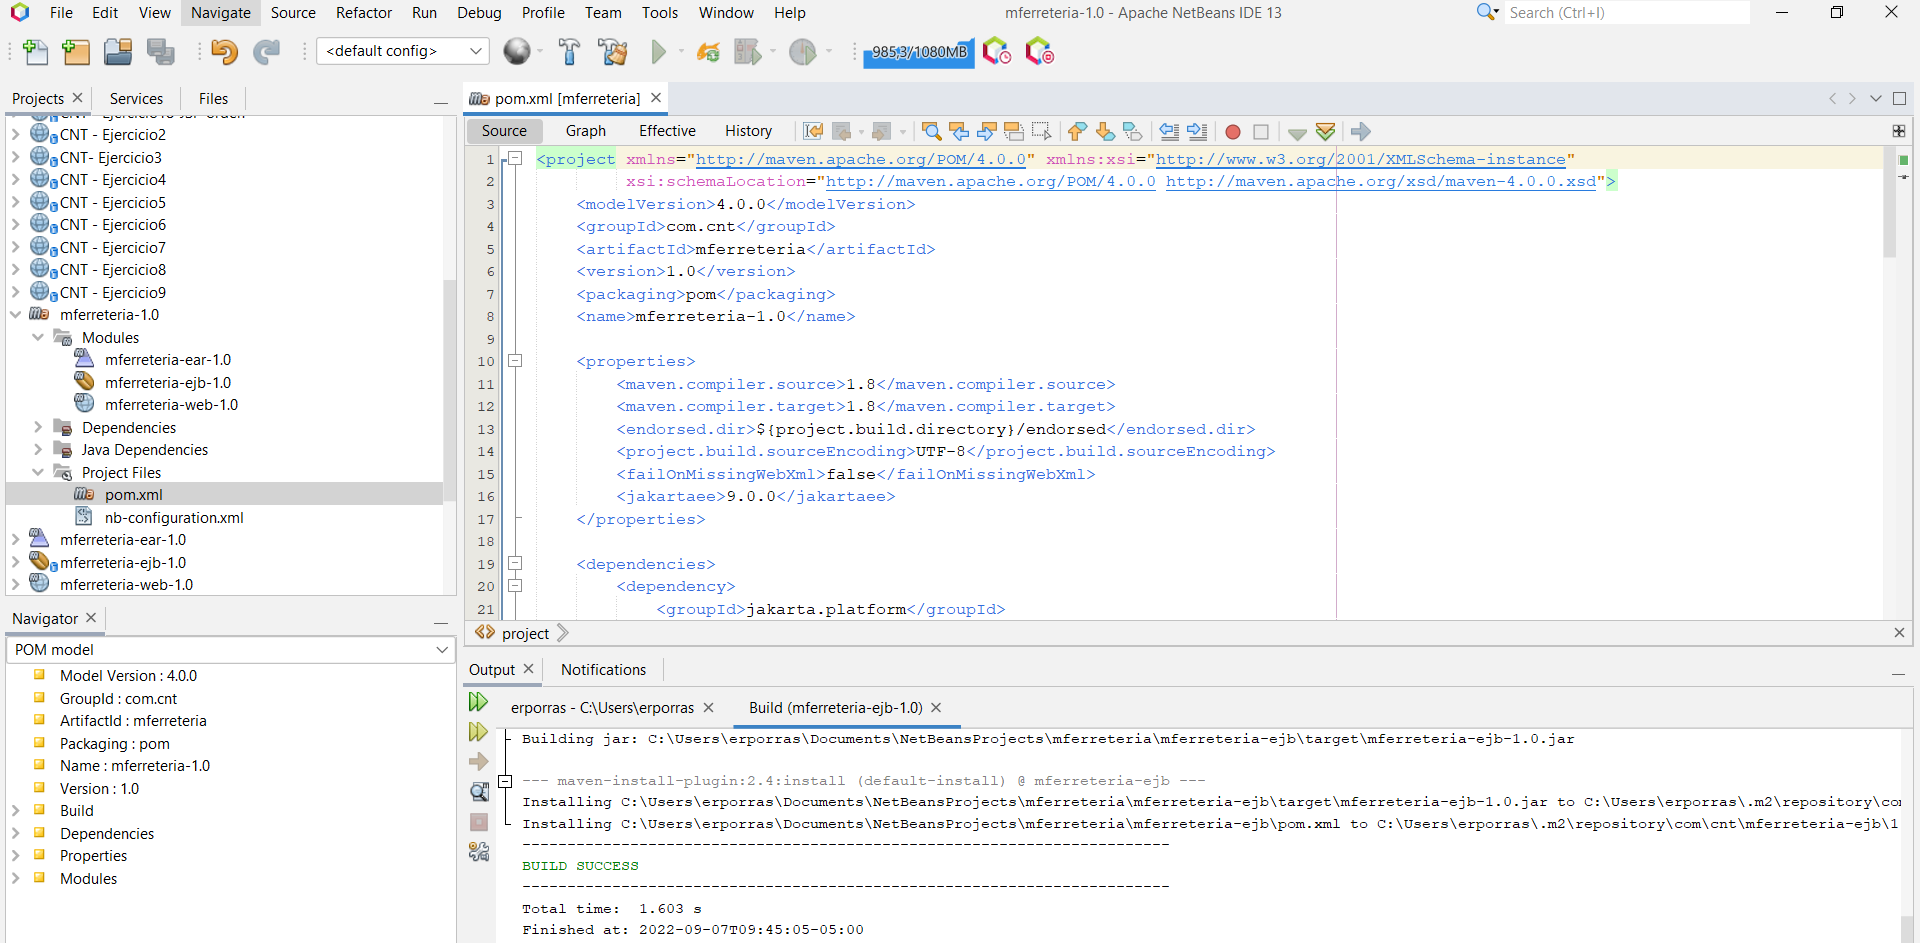 File Edit View Navigate Source Refactor Run Debug Profile Team Tools Window Help
mferreteria-1.0 - Apache NetBeans IDE 13
Search (Ctrl+I)
<default config>
985,3/1080MB
Projects Services Files
CNT - Ejercicio2
CNT- Ejercicio3
CNT - Ejercicio4
CNT - Ejercicio5
CNT - Ejercicio6
CNT - Ejercicio7
CNT - Ejercicio8
CNT - Ejercicio9
mferreteria-1.0
Modules
mferreteria-ear-1.0
mferreteria-ejb-1.0
mferreteria-web-1.0
Dependencies
Java Dependencies
Project Files
pom.xml
nb-configuration.xml
mferreteria-ear-1.0
mferreteria-ejb-1.0
mferreteria-web-1.0
Navigator
POM model
Model Version : 4.0.0
GroupId : com.cnt
ArtifactId : mferreteria
Packaging : pom
Name : mferreteria-1.0
Version : 1.0
Build
Dependencies
Properties
Modules
pom.xml [mferreteria]
Source Graph Effective History
1 <project xmlns="http://maven.apache.org/POM/4.0.0" xmlns:xsi="http://www.w3.org/2001/XMLSchema-instance"
2 xsi:schemaLocation="http://maven.apache.org/POM/4.0.0 http://maven.apache.org/xsd/maven-4.0.0.xsd">
3 <modelVersion>4.0.0</modelVersion>
4 <groupId>com.cnt</groupId>
5 <artifactId>mferreteria</artifactId>
6 <version>1.0</version>
7 <packaging>pom</packaging>
8 <name>mferreteria-1.0</name>
9
10 <properties>
11 <maven.compiler.source>1.8</maven.compiler.source>
12 <maven.compiler.target>1.8</maven.compiler.target>
13 <endorsed.dir>${project.build.directory}/endorsed</endorsed.dir>
14 <project.build.sourceEncoding>UTF-8</project.build.sourceEncoding>
15 <failOnMissingWebXml>false</failOnMissingWebXml>
16 <jakartaee>9.0.0</jakartaee>
17 </properties>
18
19 <dependencies>
20 <dependency>
21 <groupId>jakarta.platform</groupId>
project
Output Notifications
erporras - C:\Users\erporras Build (mferreteria-ejb-1.0)
Building jar: C:\Users\erporras\Documents\NetBeansProjects\mferreteria\mferreteria-ejb\target\mferreteria-ejb-1.0.jar
--- maven-install-plugin:2.4:install (default-install) @ mferreteria-ejb ---
Installing C:\Users\erporras\Documents\NetBeansProjects\mferreteria\mferreteria-ejb\target\mferreteria-ejb-1.0.jar to C:\Users\erporras\.m2\repository\co
Installing C:\Users\erporras\Documents\NetBeansProjects\mferreteria\mferreteria-ejb\pom.xml to C:\Users\erporras\.m2\repository\com\cnt\mferreteria-ejb\1
------------------------------------------------------------------------
BUILD SUCCESS
------------------------------------------------------------------------
Total time: 1.603 s
Finished at: 2022-09-07T09:45:05-05:00